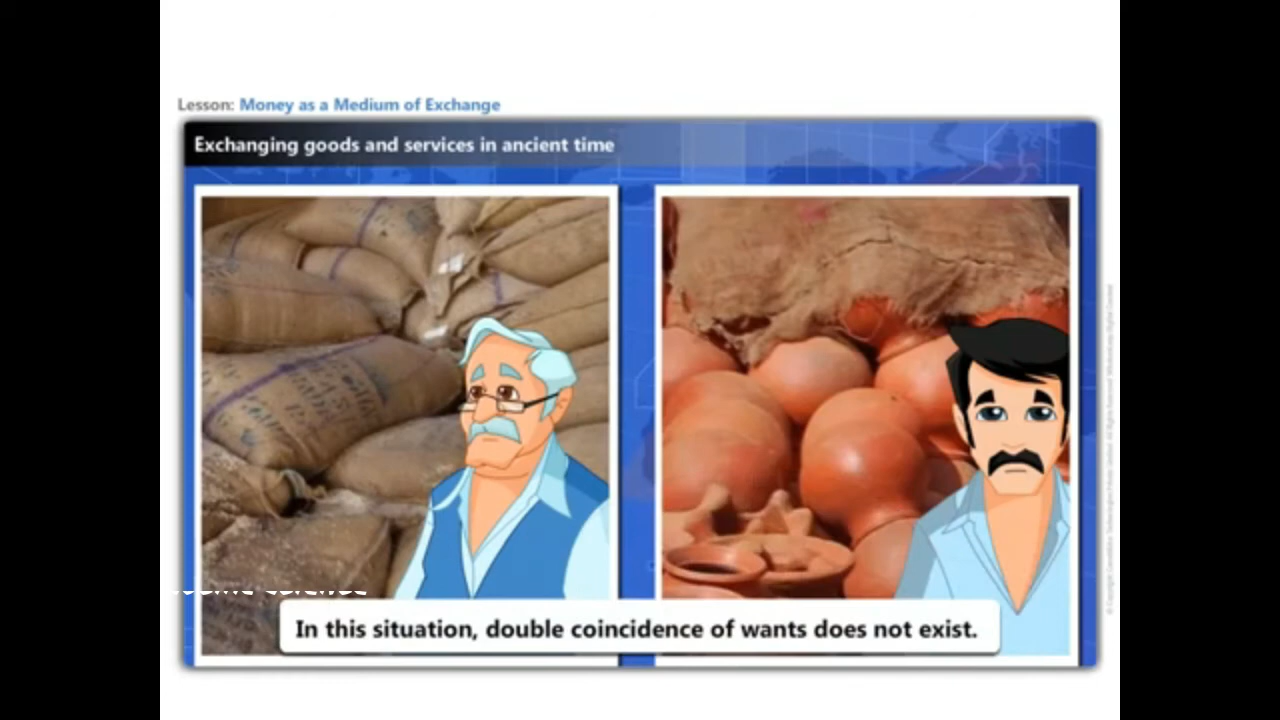 Lesson: Money as a Medium of Exchange
Exchanging goods and services in ancient time
In this situation, double coincidence of wants does not exist.